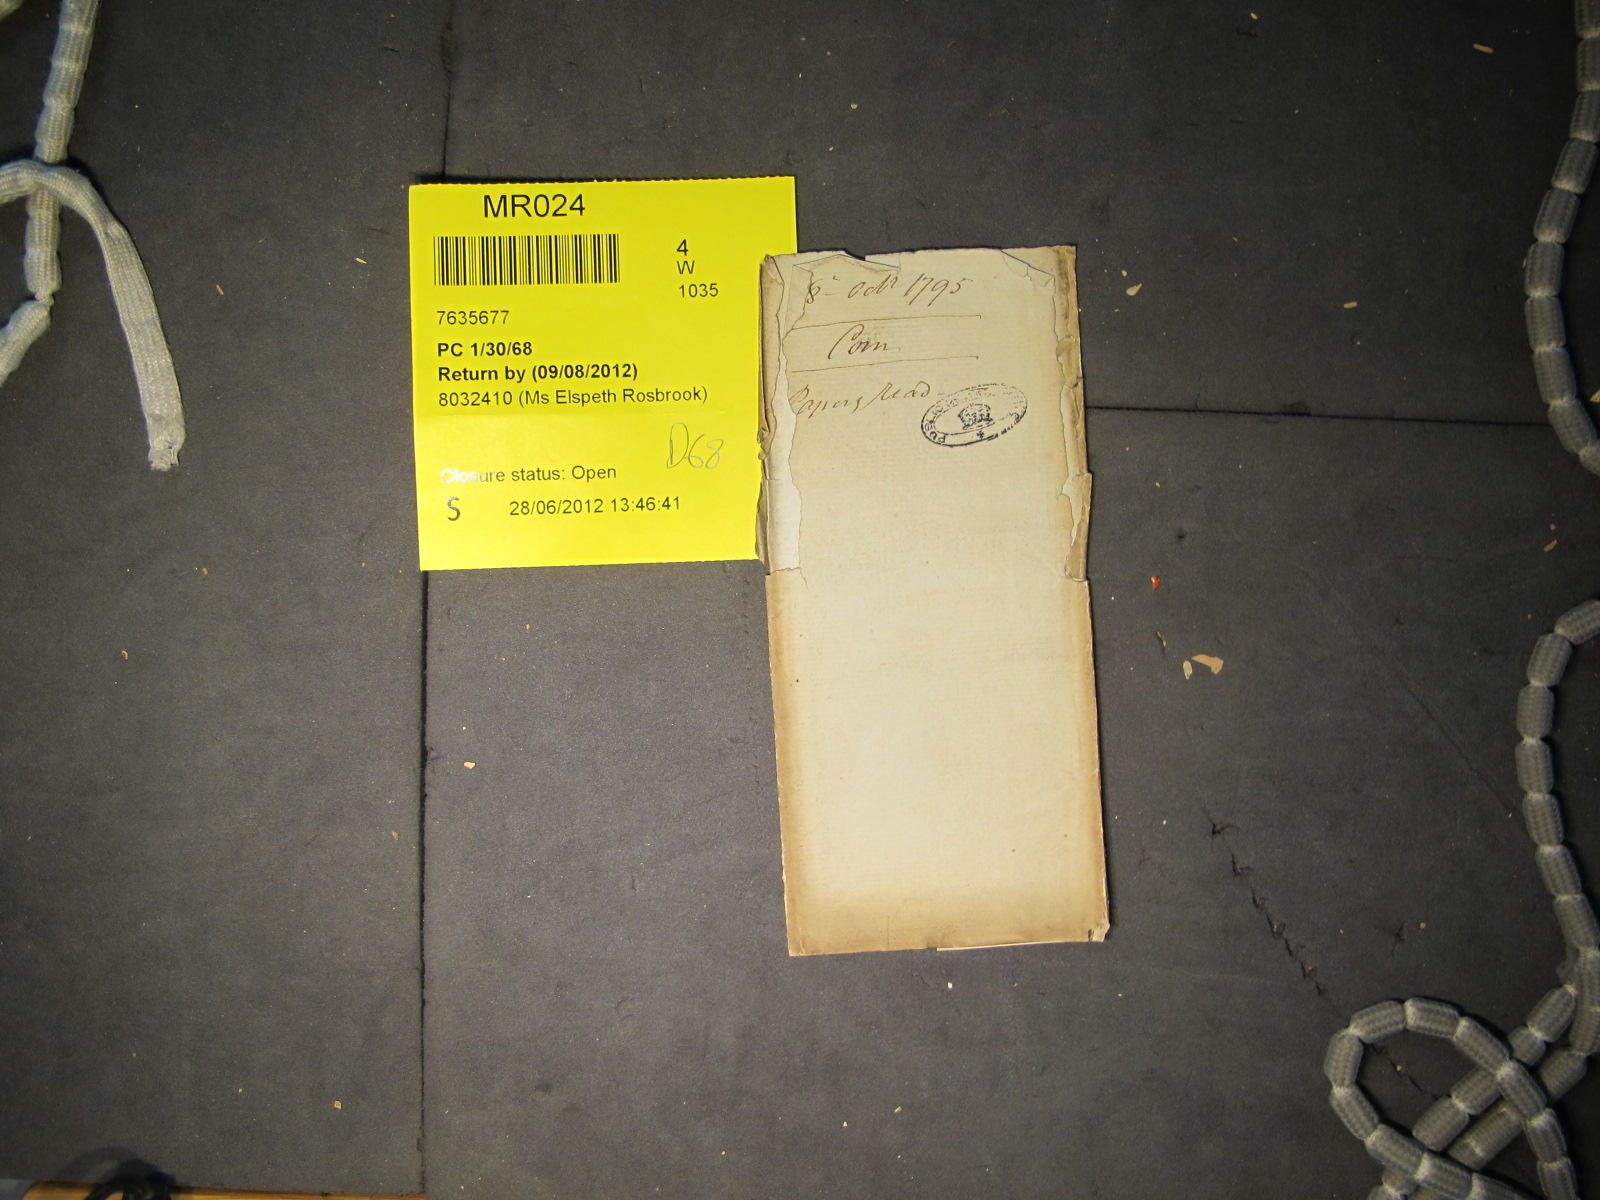 MR024
4
W
1035
7635677
PC 1/30/68
Return by (09/08/2012)
8032410 (Ms Elspeth Rosbrook)
D68
Closure status: Open
S 28/06/2012 13:46:41
8th Octr 1795
Corn
Papers Read